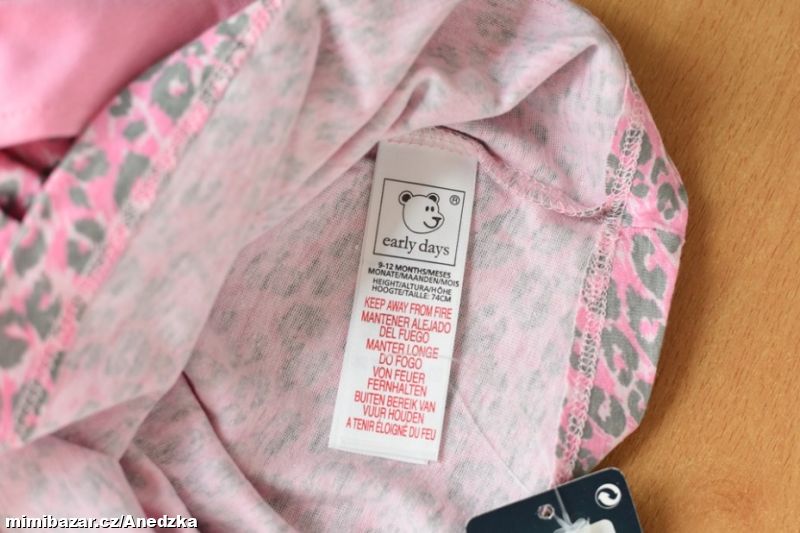 ®
early days
9-12 MONTHS/MESES
MONATE/MAANDEN/MOIS
HEIGHT/ALTURA/HÖHE
HOOGTE/TAILLE: 74CM
KEEP AWAY FROM FIRE
MANTENER ALEJADO
DEL FUEGO
MANTER LONGE
DO FOGO
VON FEUER
FERNHALTEN
BUITEN BEREIK VAN
VUUR HOUDEN
A TENIR ÉLOIGNÉ DU FEU
mimibazar.cz/Anedzka